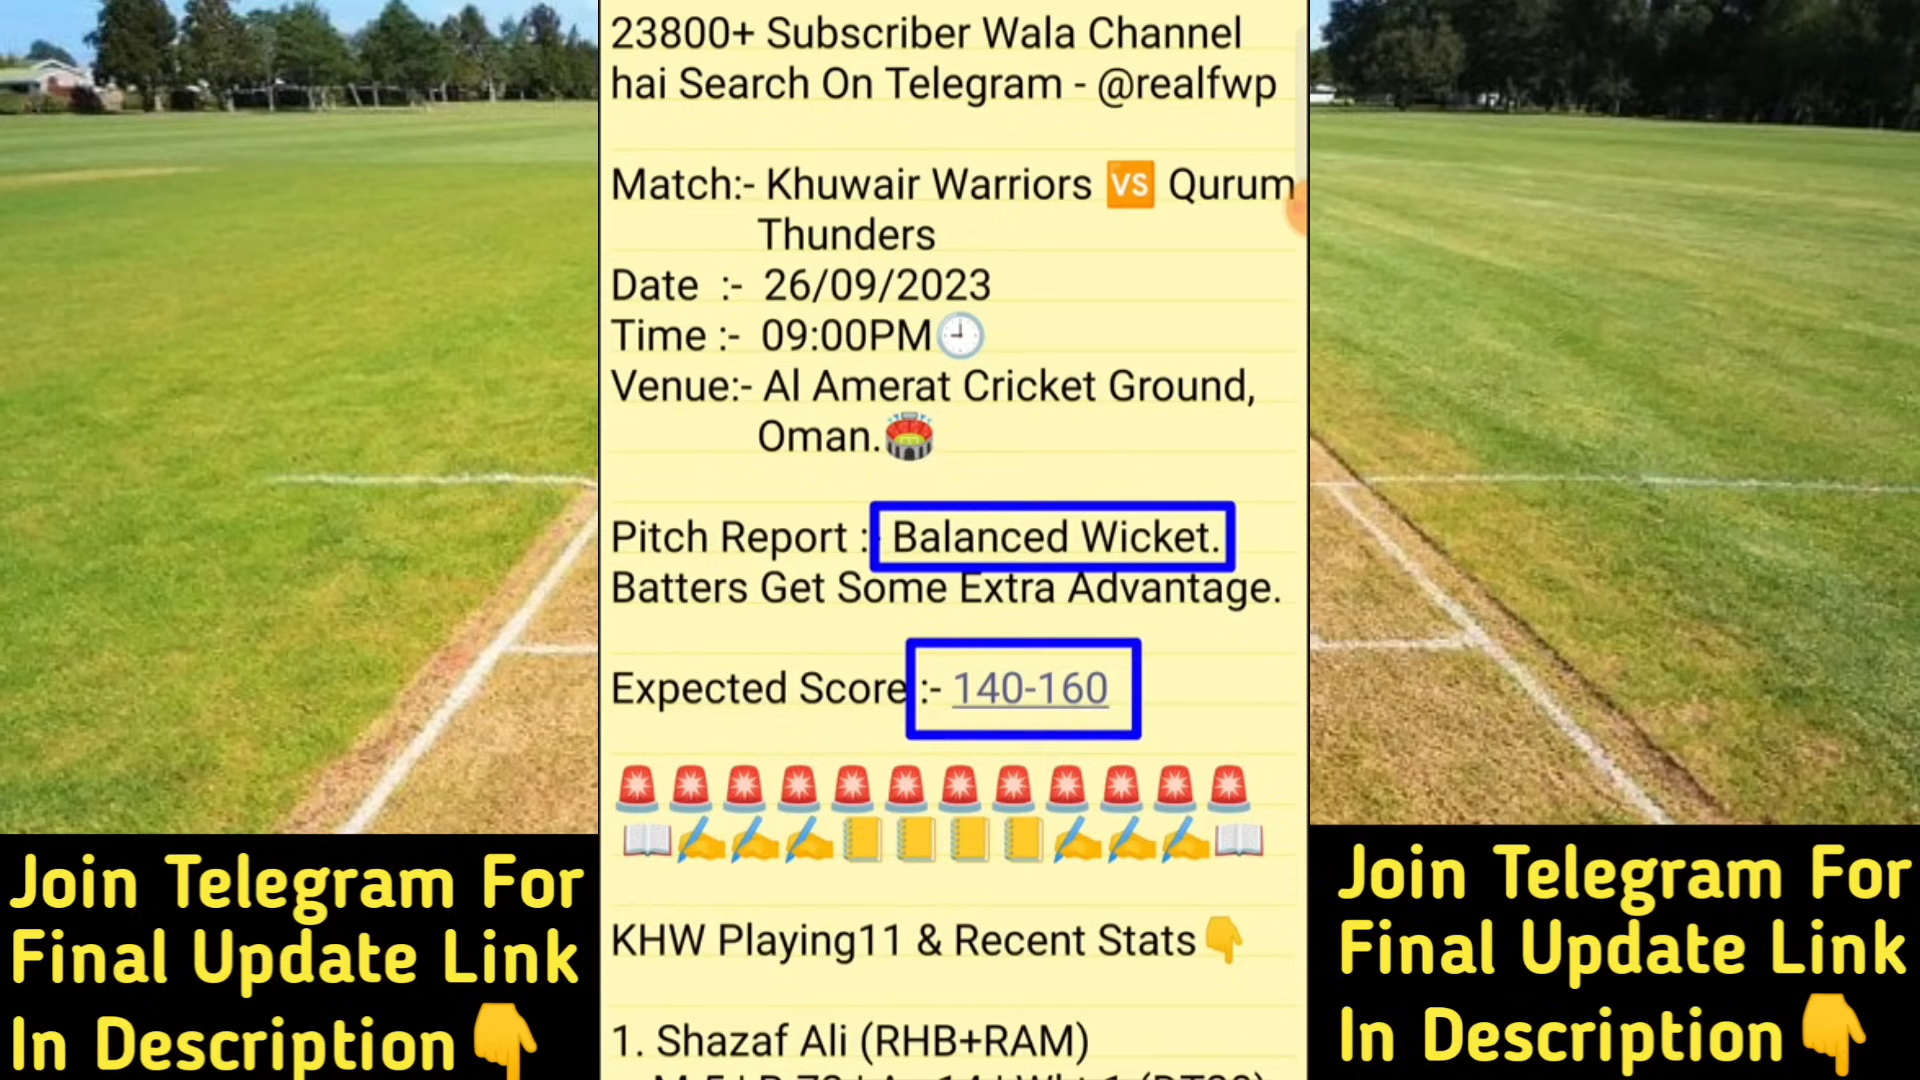 23800+ Subscriber Wala Channel
hai Search On Telegram - @realfwp
Match:- Khuwair Warriors 🆚 Qurum
Thunders
Date :- 26/09/2023
Time :- 09:00PM🕘
Venue:- Al Amerat Cricket Ground,
Oman.🏟️
Pitch Report :- Balanced Wicket.
Batters Get Some Extra Advantage.
Expected Score :- 140-160
🚨🚨🚨🚨🚨🚨🚨🚨🚨🚨🚨🚨
📖✍️✍️✍️📒📒📒📒✍️✍️✍️📖
KHW Playing11 & Recent Stats👇
1. Shazaf Ali (RHB+RAM)
Join Telegram For
Final Update Link
In Description👇
Join Telegram For
Final Update Link
In Description👇